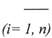 (i= 1, n)